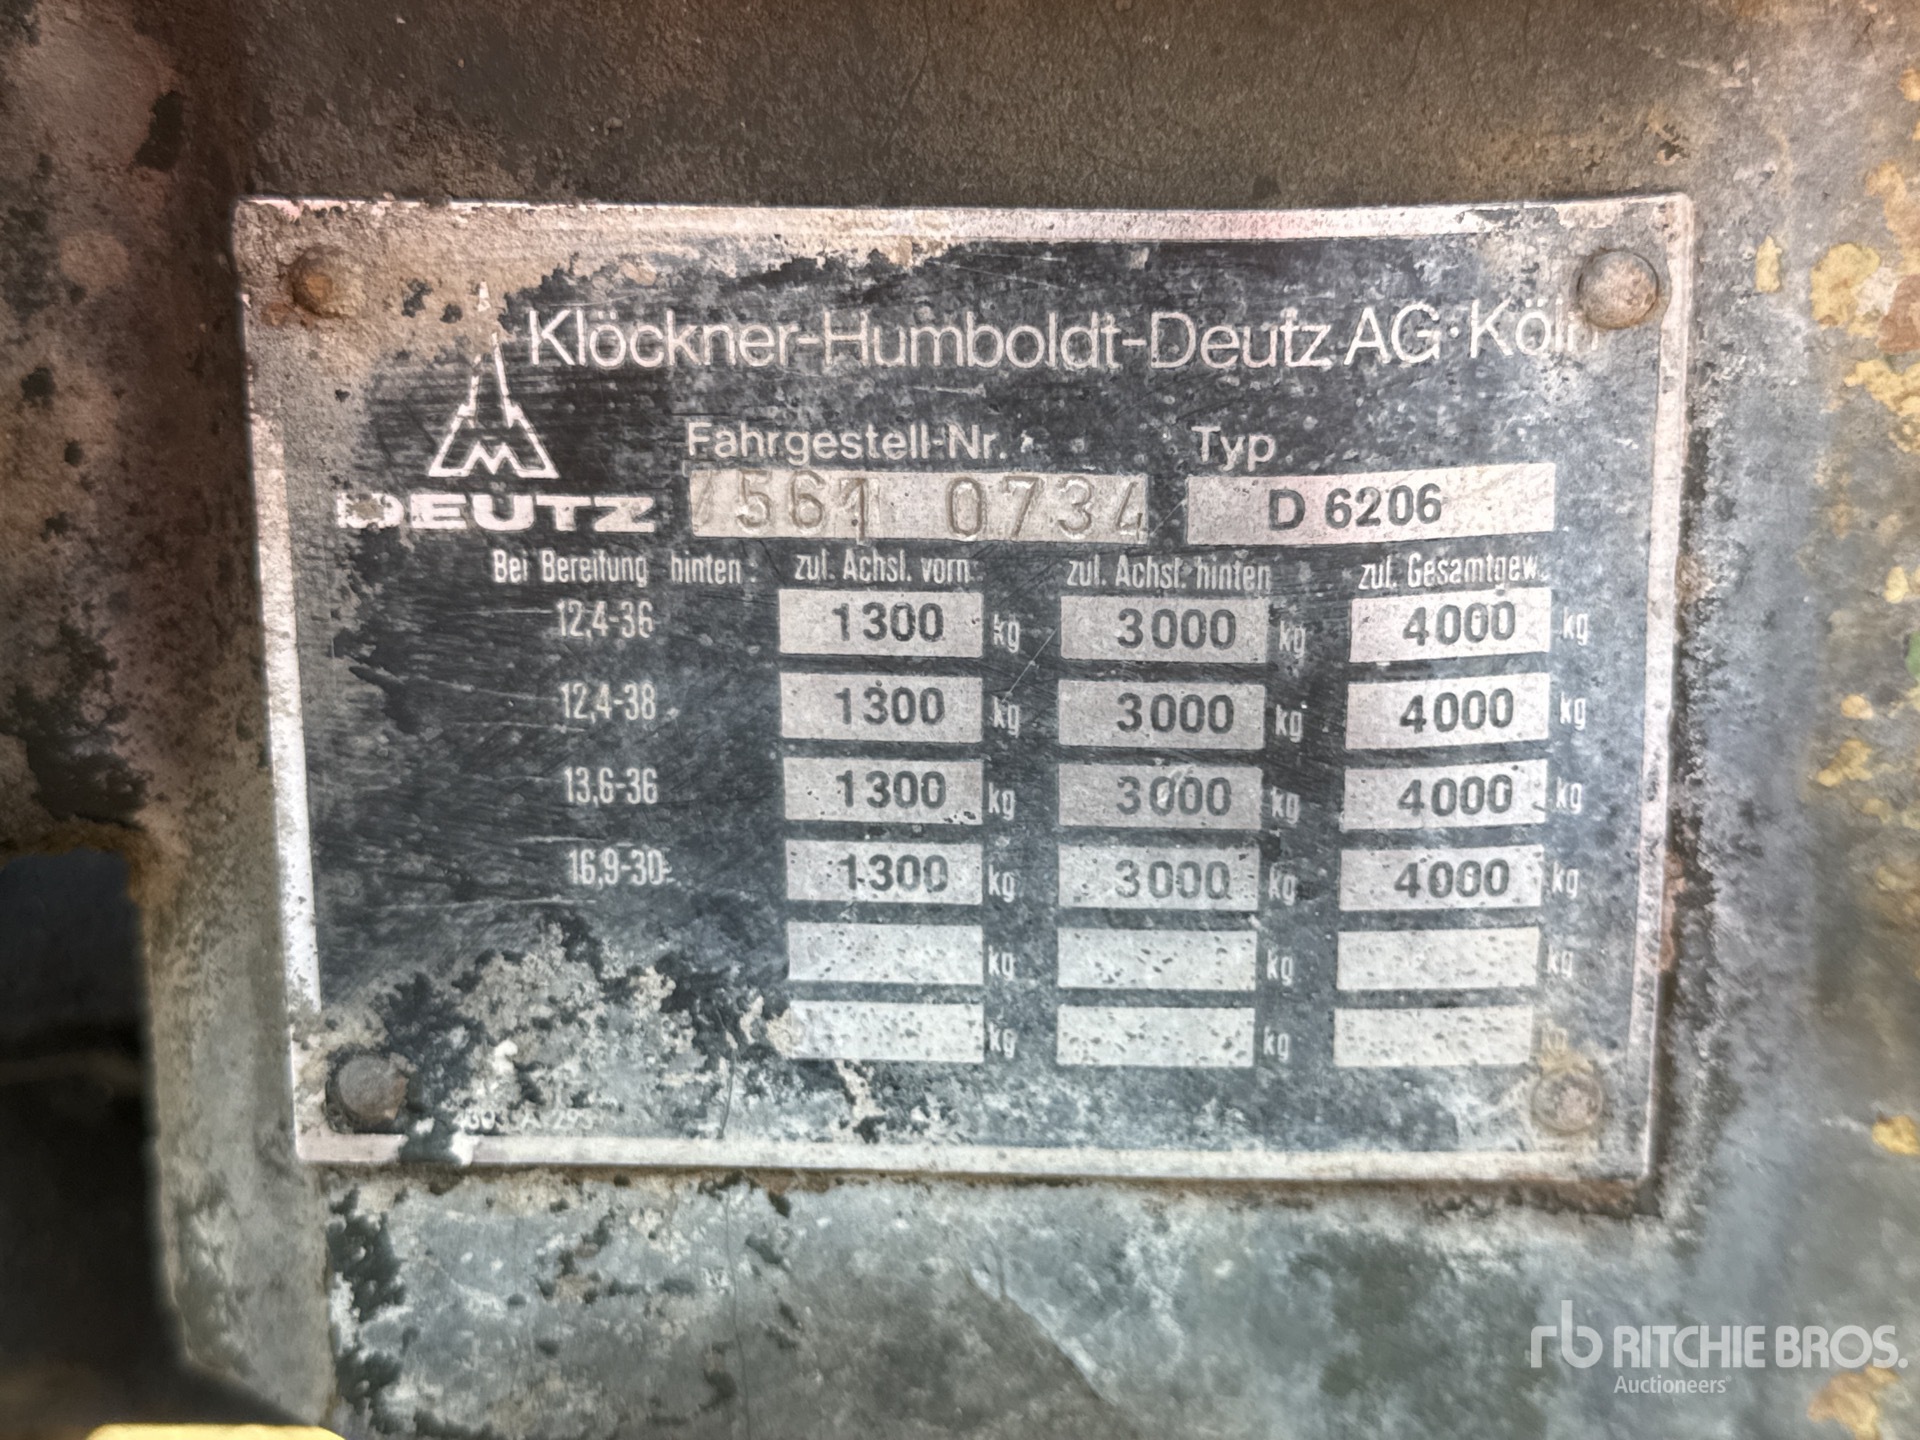 Klöckner-Humboldt-Deutz AG·Köln
DEUTZ
Fahrgestell-Nr. Typ
7561 0734 D 6206
Bei Bereifung hinten: zul. Achsl. vorn zul. Achsl. hinten zul. Gesamtgew.
12,4-36 1300 kg 3000 kg 4000 kg
12,4-38 1300 kg 3000 kg 4000 kg
13,6-36 1300 kg 3000 kg 4000 kg
16,9-30 1300 kg 3000 kg 4000 kg
kg kg kg
kg kg kg
rb RITCHIE BROS.
Auctioneers